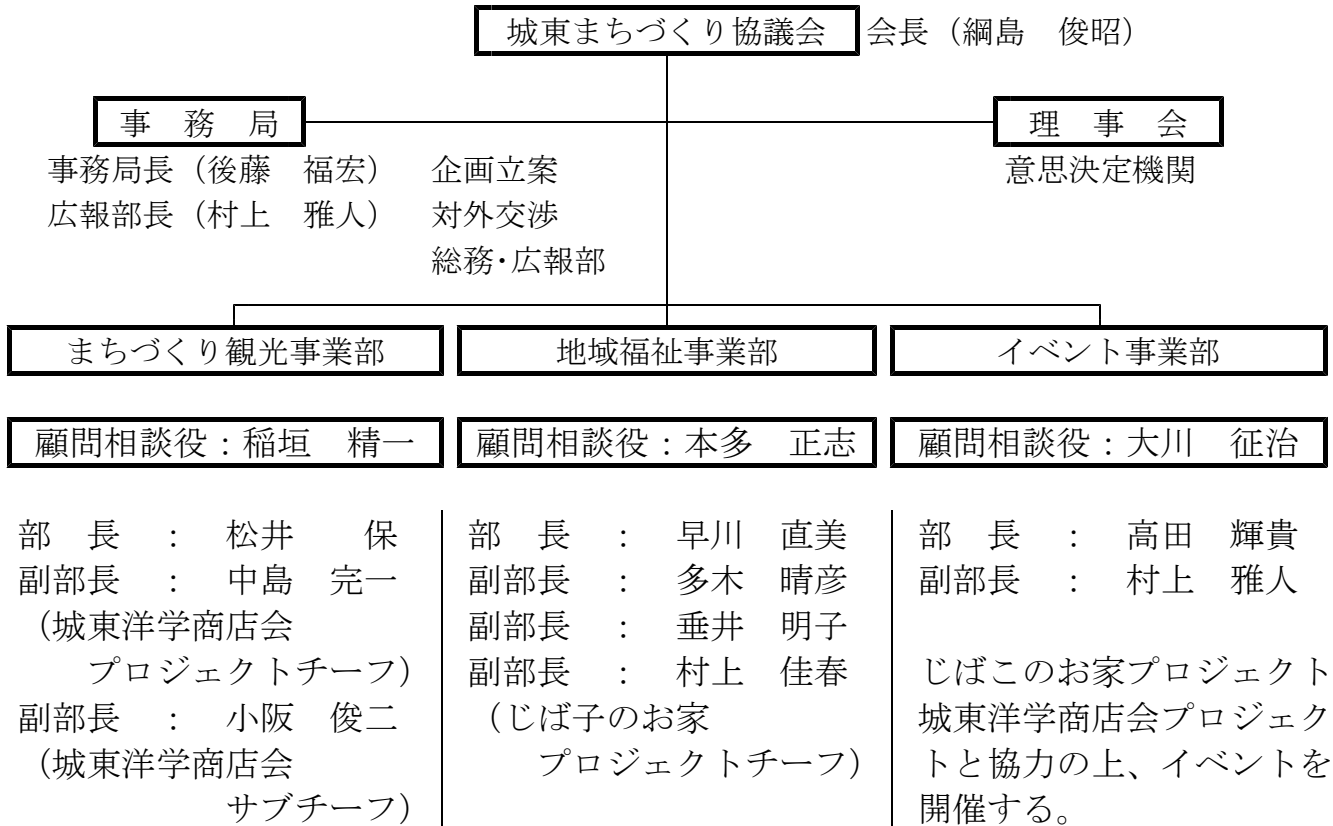 城東まちづくり協議会 会長（綱島　俊昭）
事　務　局
理　事　会
事務局長（後藤　福宏）　企画立案
意思決定機関
広報部長（村上　雅人）　対外交渉
総務・広報部
まちづくり観光事業部
地域福祉事業部
イベント事業部
顧問相談役：稲垣　精一
顧問相談役：本多　正志
顧問相談役：大川　征治
部　長　：　松井　　保
副部長　：　中島　完一
（城東洋学商店会
プロジェクトチーフ）
副部長　：　小阪　俊二
（城東洋学商店会
サブチーフ）
部　長　：　早川　直美
副部長　：　多木　晴彦
副部長　：　垂井　明子
副部長　：　村上　佳春
（じば子のお家
プロジェクトチーフ）
部　長　：　高田　輝貴
副部長　：　村上　雅人
じばこのお家プロジェクト
城東洋学商店会プロジェク
トと協力の上、イベントを
開催する。